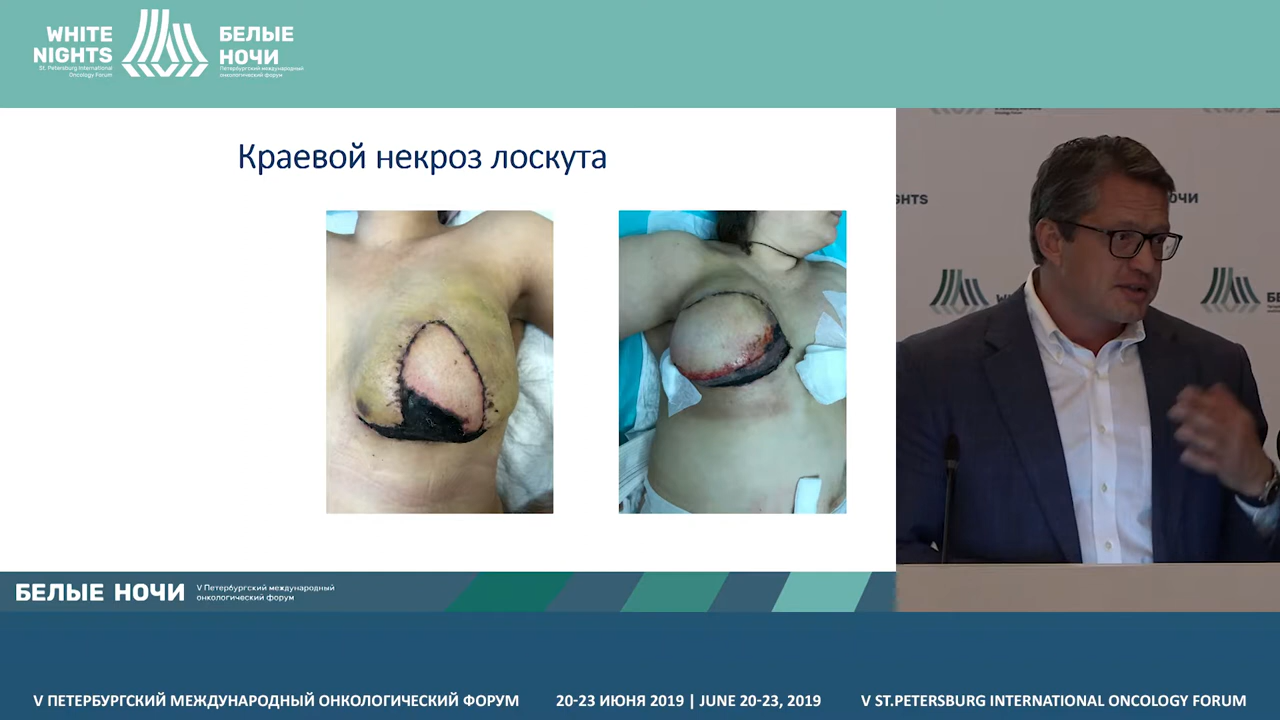 WHITE
NIGHTS
St. Petersburg International
Oncology Forum
БЕЛЫЕ
НОЧИ
Петербургский международный
онкологический форум
Краевой некроз лоскута
GHTS
ОЧИ
БЕЛЫЕ НОЧИ
V Петербургский международный
онкологический форум
V ПЕТЕРБУРГСКИЙ МЕЖДУНАРОДНЫЙ ОНКОЛОГИЧЕСКИЙ ФОРУМ
20-23 ИЮНЯ 2019 | JUNE 20-23, 2019
V ST.PETERSBURG INTERNATIONAL ONCOLOGY FORUM